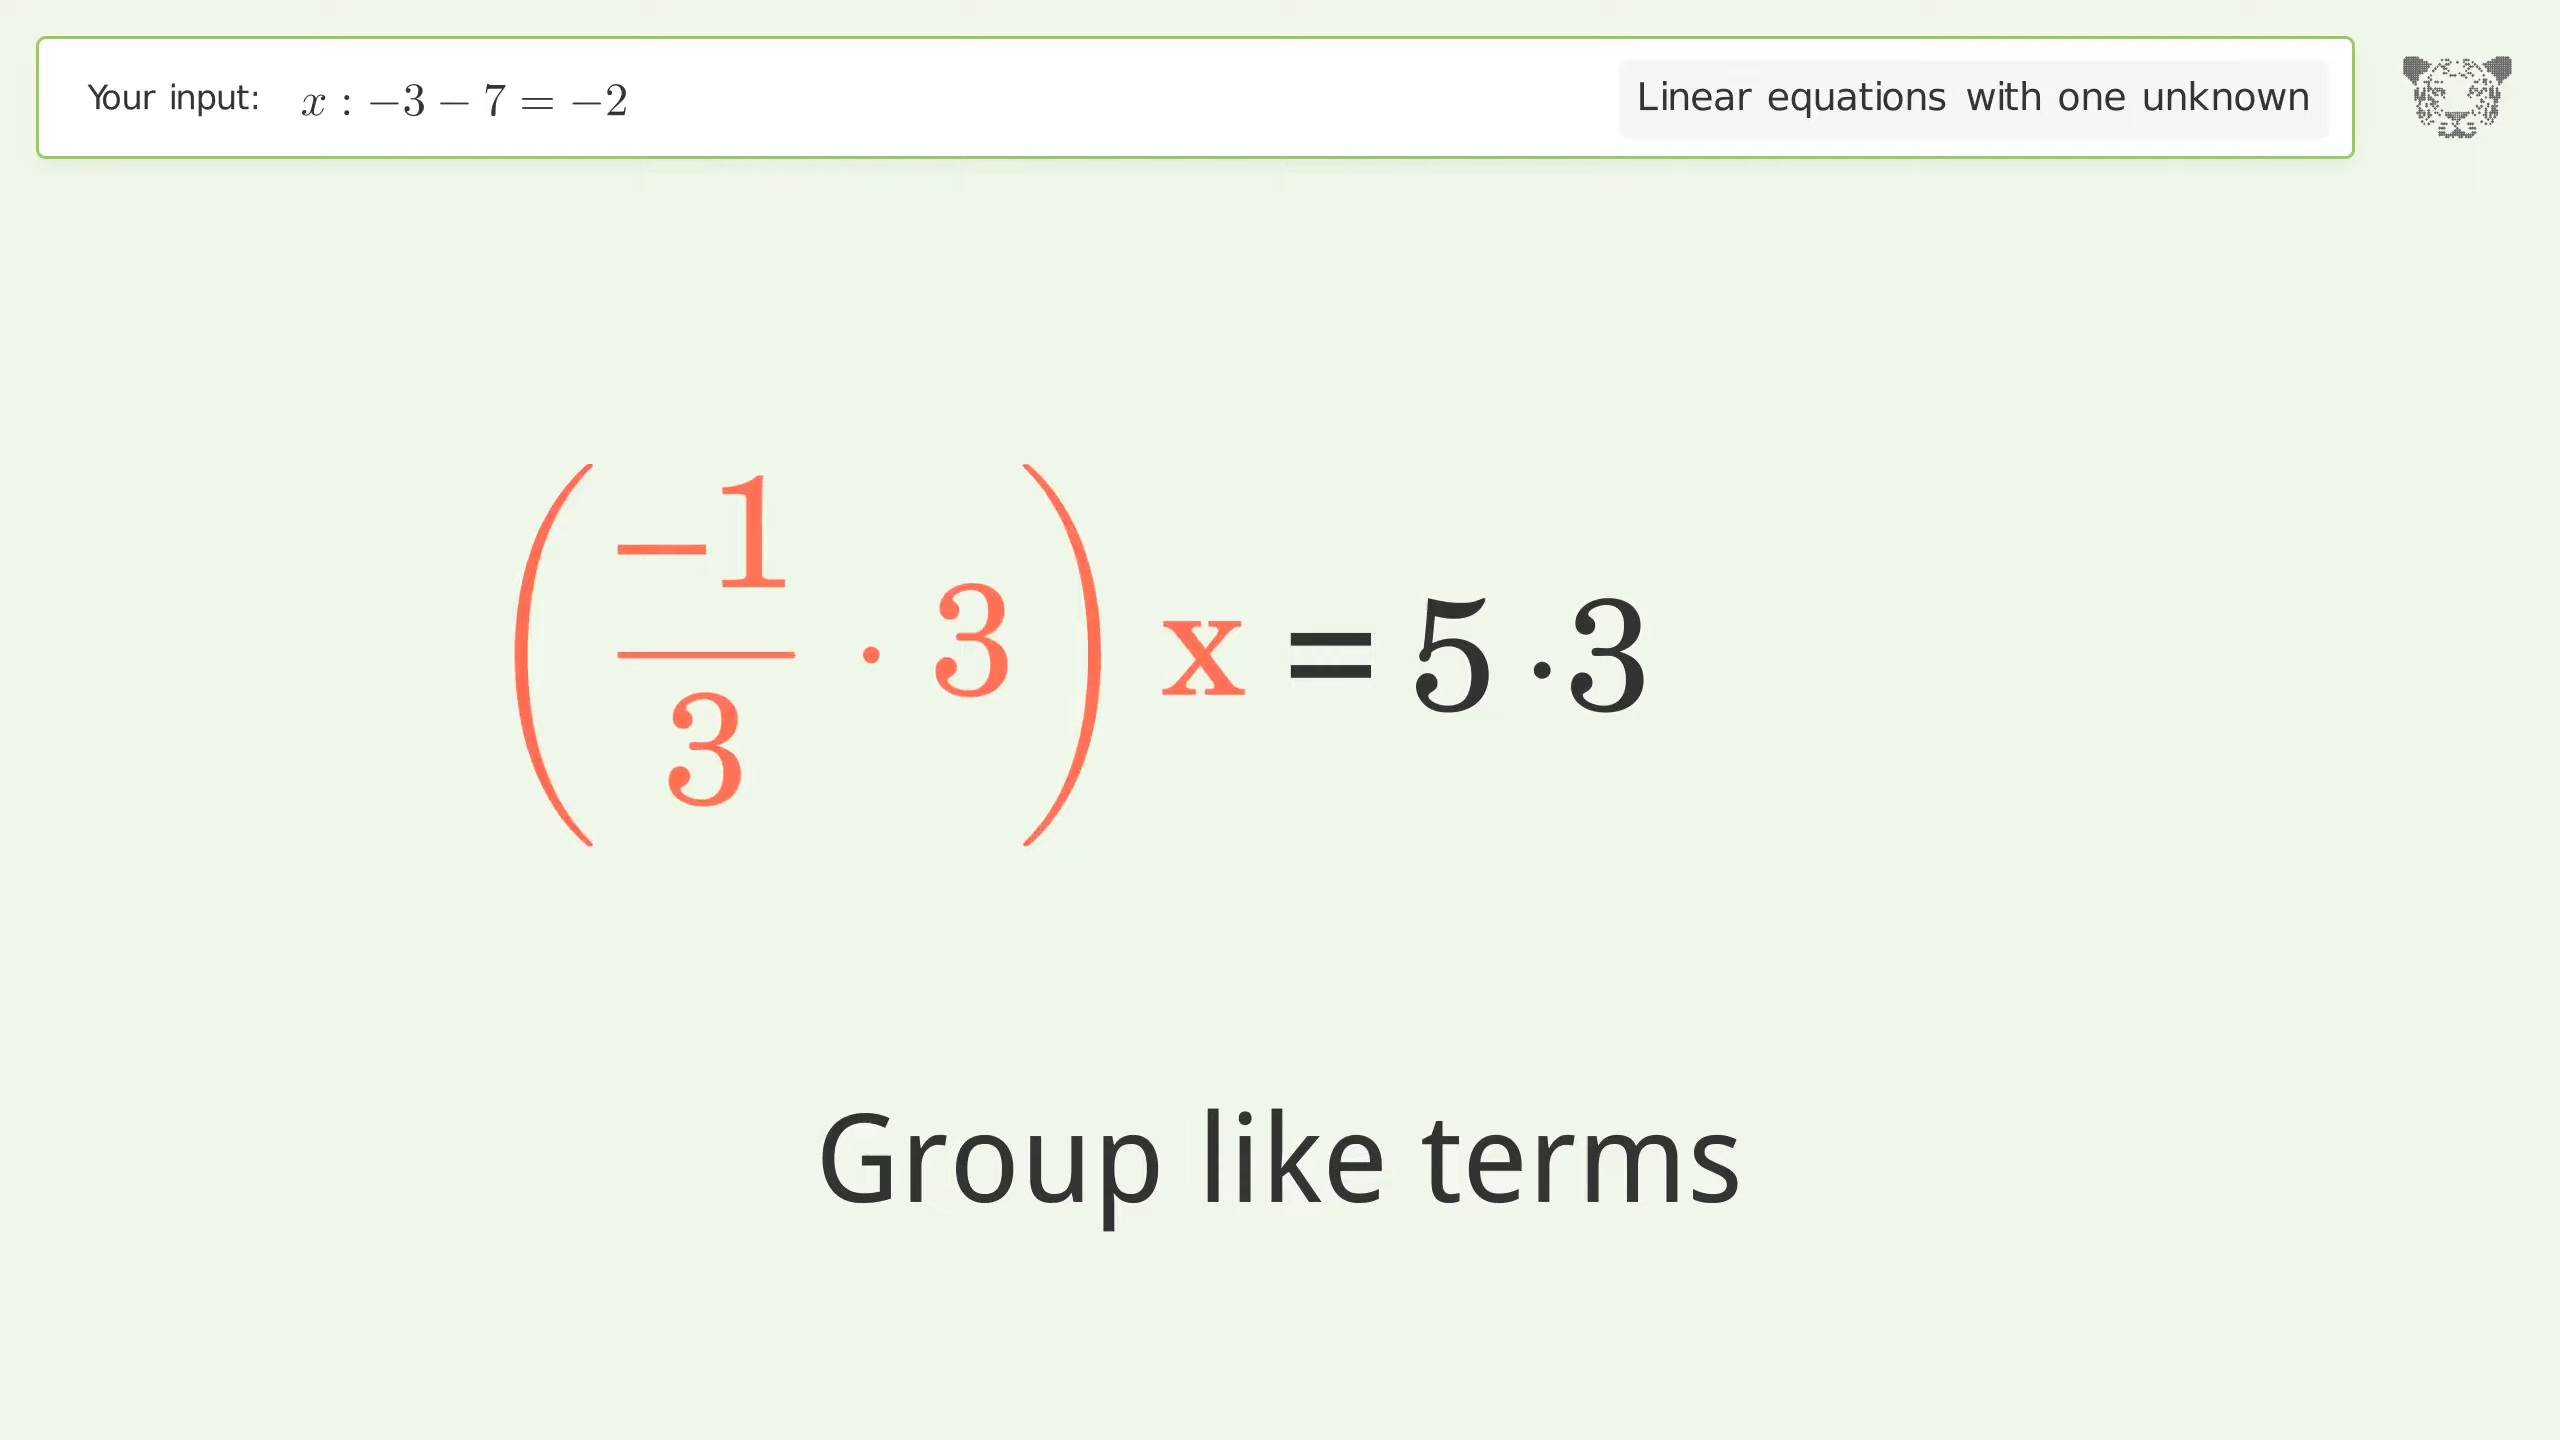 Your input: x : −3 − 7 = −2
Linear equations with one unknown
(−1/3 · 3) x = 5 · 3
Group like terms